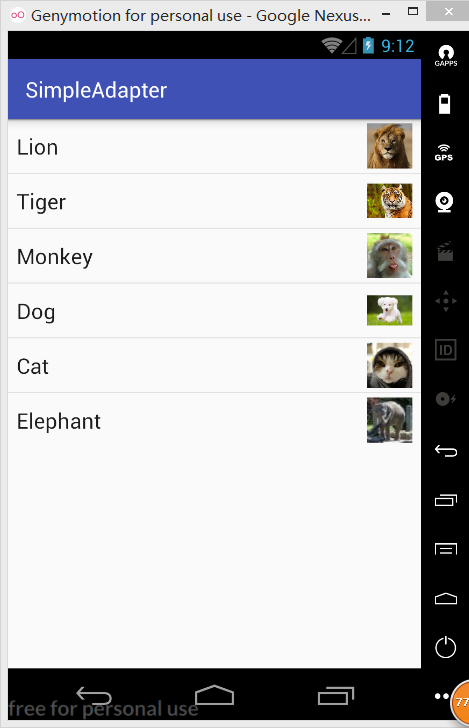 Genymotion for personal use - Google Nexus...
9:12
GAPPS
SimpleAdapter
Lion
GPS
Tiger
Monkey
Dog
ID
Cat
Elephant
free for personal use
77